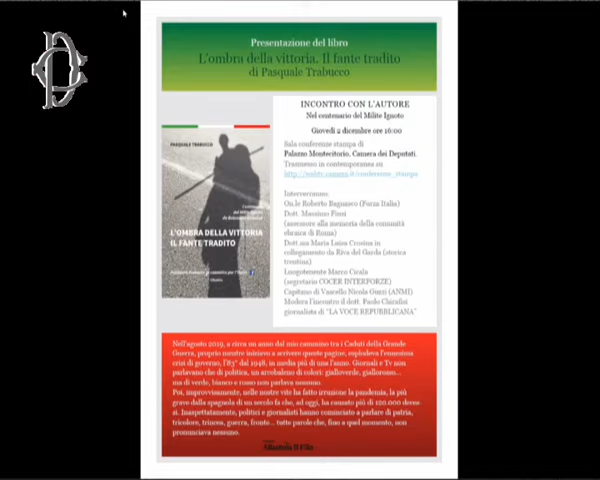 Presentazione del libro
L'ombra della vittoria. Il fante tradito
di Pasquale Trabucco
INCONTRO CON L'AUTORE
Nel centenario del Milite Ignoto
Giovedì 2 dicembre ore 16:00
Sala conferenze stampa di
Palazzo Montecitorio, Camera dei Deputati.
Trasmesso in contemporanea su
http://webtv.camera.it/conferenze_stampa
Interverranno:
On.le Roberto Bagnasco (Forza Italia)
Dott. Massimo Finzi
(assessore alla memoria della comunità
ebraica di Roma)
Dott.ssa Maria Luisa Crosina in
collegamento da Riva del Garda (storica
trentini)
Luogotenente Marco Cicala
(segretario COCER INTERFORZE)
Capitano di Vascello Nicola Guzzi (ANMI)
Modera l'incontro il dott. Paolo Chirafisi
giornalista di "LA VOCE REPUBBLICANA"
PASQUALE TRABUCCO
L'OMBRA DELLA VITTORIA
IL FANTE TRADITO
Nell'agosto 2019, a circa un anno dal mio cammino tra i Caduti della Grande
Guerra, proprio mentre iniziavo a scrivere queste pagine, esplodeva l'ennesima
crisi di governo, l'83° dal 1948, in media più di una l'anno. Giornali e Tv non
parlavano che di politica, un arcobaleno di colori: gialloverde, giallorosso...
ma di verde, bianco e rosso non parlava nessuno.
Poi, improvvisamente, nelle nostre vite ha fatto irruzione la pandemia, la più
grave dalla spagnola di un secolo fa che, ad oggi, ha causato più di 120.000 deces-
si. Inaspettatamente, politici e giornalisti hanno cominciato a parlare di patria,
tricolore, trincea, guerra, fronte... tutte parole che, fino a quel momento, non
pronunciava nessuno.